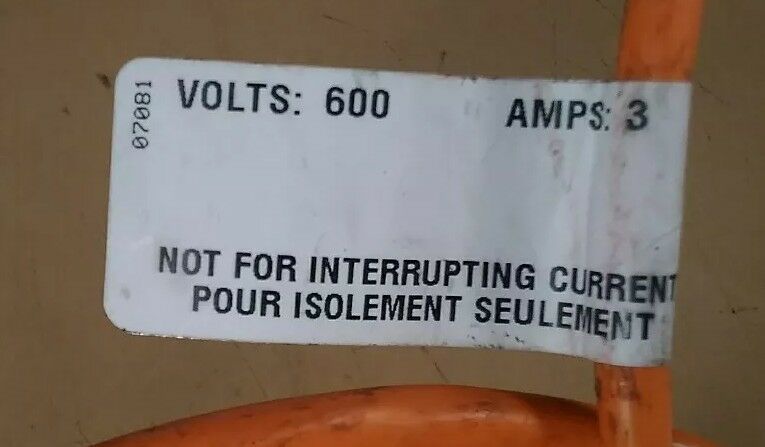 07081
VOLTS: 600 AMPS: 3
NOT FOR INTERRUPTING CURRENT
POUR ISOLEMENT SEULEMENT